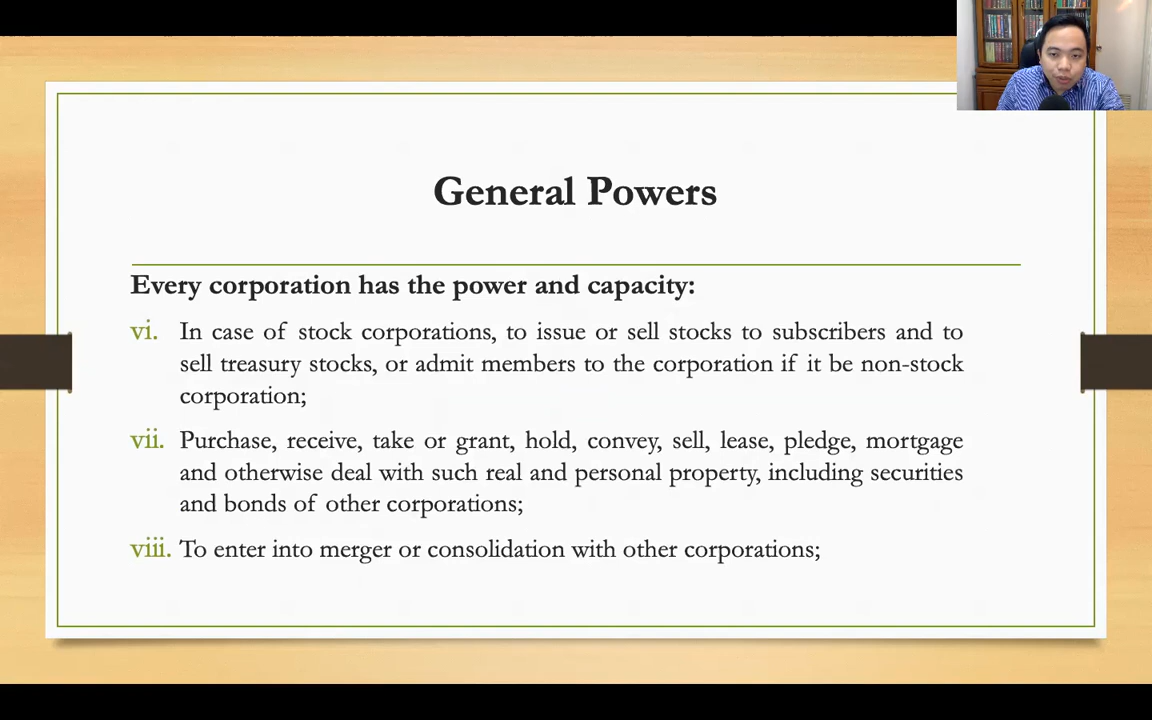 General Powers
Every corporation has the power and capacity:
vi. In case of stock corporations, to issue or sell stocks to subscribers and to
sell treasury stocks, or admit members to the corporation if it be non-stock
corporation;
vii. Purchase, receive, take or grant, hold, convey, sell, lease, pledge, mortgage
and otherwise deal with such real and personal property, including securities
and bonds of other corporations;
viii. To enter into merger or consolidation with other corporations;